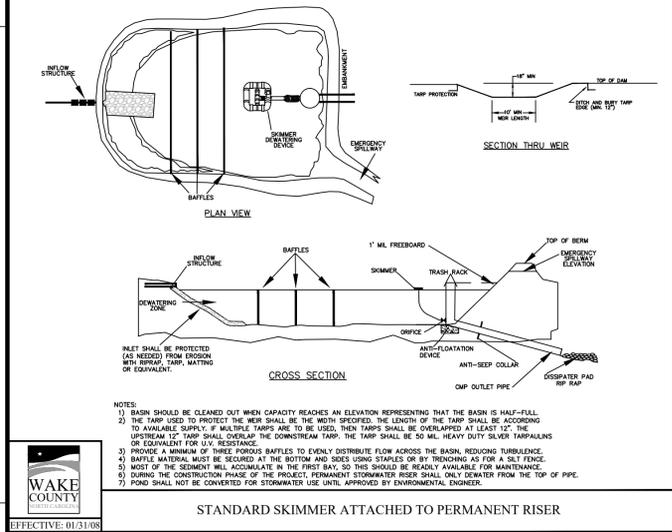 INFLOW
STRUCTURE
EMBANKMENT
SKIMMER
DEWATERING
DEVICE
EMERGENCY
SPILLWAY
BAFFLES
PLAN VIEW
18" MIN
TOP OF DAM
TARP PROTECTION
10' MIN
WEIR LENGTH
DITCH AND BURY TARP
EDGE (MIN. 12")
SECTION THRU WEIR
INFLOW
STRUCTURE
BAFFLES
1' MIL FREEBOARD
TOP OF BERM
EMERGENCY
SPILLWAY
ELEVATION
SKIMMER
TRASH RACK
DEWATERING
ZONE
ORIFICE
INLET SHALL BE PROTECTED
(AS NEEDED) FROM EROSION
WITH RIPRAP, TARP, MATTING
OR EQUIVALENT.
ANTI-FLOATATION
DEVICE
ANTI-SEEP COLLAR
CMP OUTLET PIPE
DISSIPATER PAD
RIP RAP
CROSS SECTION
NOTES:
1) BASIN SHOULD BE CLEANED OUT WHEN CAPACITY REACHES AN ELEVATION REPRESENTING THAT THE BASIN IS HALF-FULL.
2) THE TARP USED TO PROTECT THE WEIR SHALL BE THE WIDTH SPECIFIED. THE LENGTH OF THE TARP SHALL BE ACCORDING
TO AVAILABLE SUPPLY. IF MULTIPLE TARPS ARE TO BE USED, THEN TARPS SHALL BE OVERLAPPED AT LEAST 12". THE
UPSTREAM 12" TARP SHALL OVERLAP THE DOWNSTREAM TARP. THE TARP SHALL BE 50 MIL. HEAVY DUTY SILVER TARPAULINS
OR EQUIVALENT FOR U.V. RESISTANCE.
3) PROVIDE A MINIMUM OF THREE POROUS BAFFLES TO EVENLY DISTRIBUTE FLOW ACROSS THE BASIN, REDUCING TURBULENCE.
4) BAFFLE MATERIAL MUST BE SECURED AT THE BOTTOM AND SIDES USING STAPLES OR BY TRENCHING AS FOR A SILT FENCE.
5) MOST OF THE SEDIMENT WILL ACCUMULATE IN THE FIRST BAY, SO THIS SHOULD BE READILY AVAILABLE FOR MAINTENANCE.
6) DURING THE CONSTRUCTION PHASE OF THE PROJECT, PERMANENT STORMWATER RISER SHALL ONLY DEWATER FROM THE TOP OF PIPE.
7) POND SHALL NOT BE CONVERTED FOR STORMWATER USE UNTIL APPROVED BY ENVIRONMENTAL ENGINEER.
WAKE
COUNTY
NORTH CAROLINA
EFFECTIVE: 01/31/08
STANDARD SKIMMER ATTACHED TO PERMANENT RISER